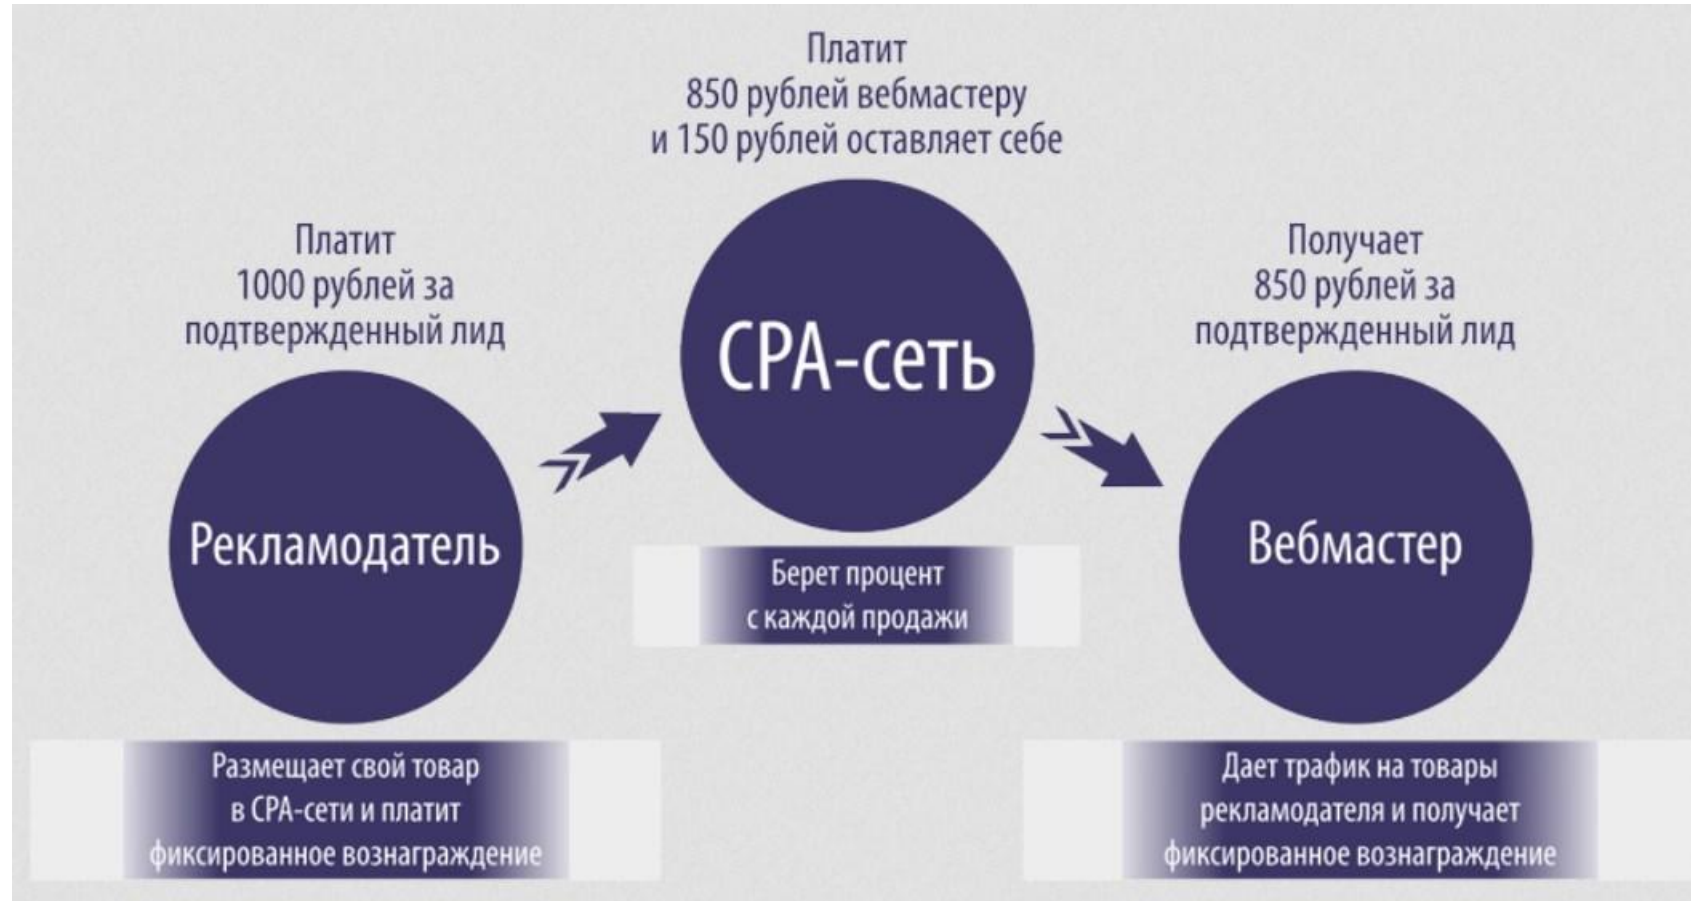 Платит
850 рублей вебмастеру
и 150 рублей оставляет себе
Платит
1000 рублей за
подтвержденный лид
Получает
850 рублей за
подтвержденный лид
CPA-сеть
Рекламодатель
Вебмастер
Берет процент
с каждой продажи
Размещает свой товар
в CPA-сети и платит
фиксированное вознаграждение
Дает трафик на товары
рекламодателя и получает
фиксированное вознаграждение